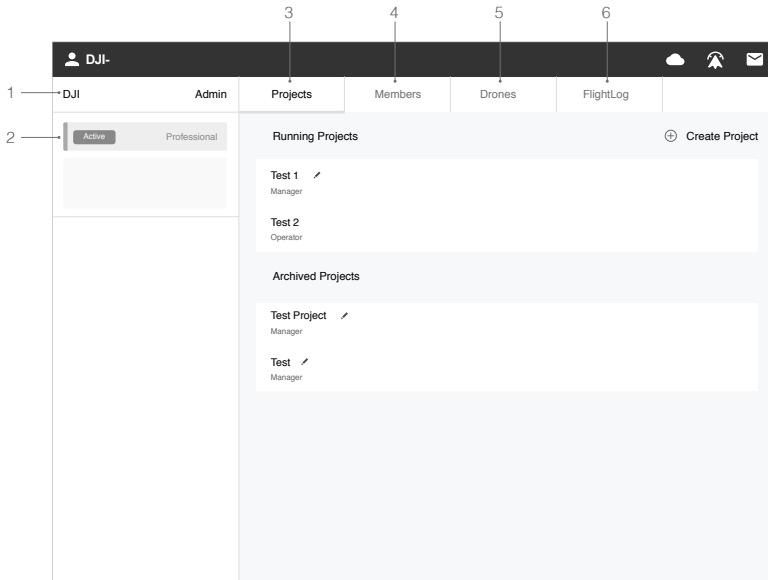 3 4 5 6
DJI-
1 DJI Admin Projects Members Drones FlightLog
2 Active Professional Running Projects Create Project
Test 1
Manager
Test 2
Operator
Archived Projects
Test Project
Manager
Test
Manager